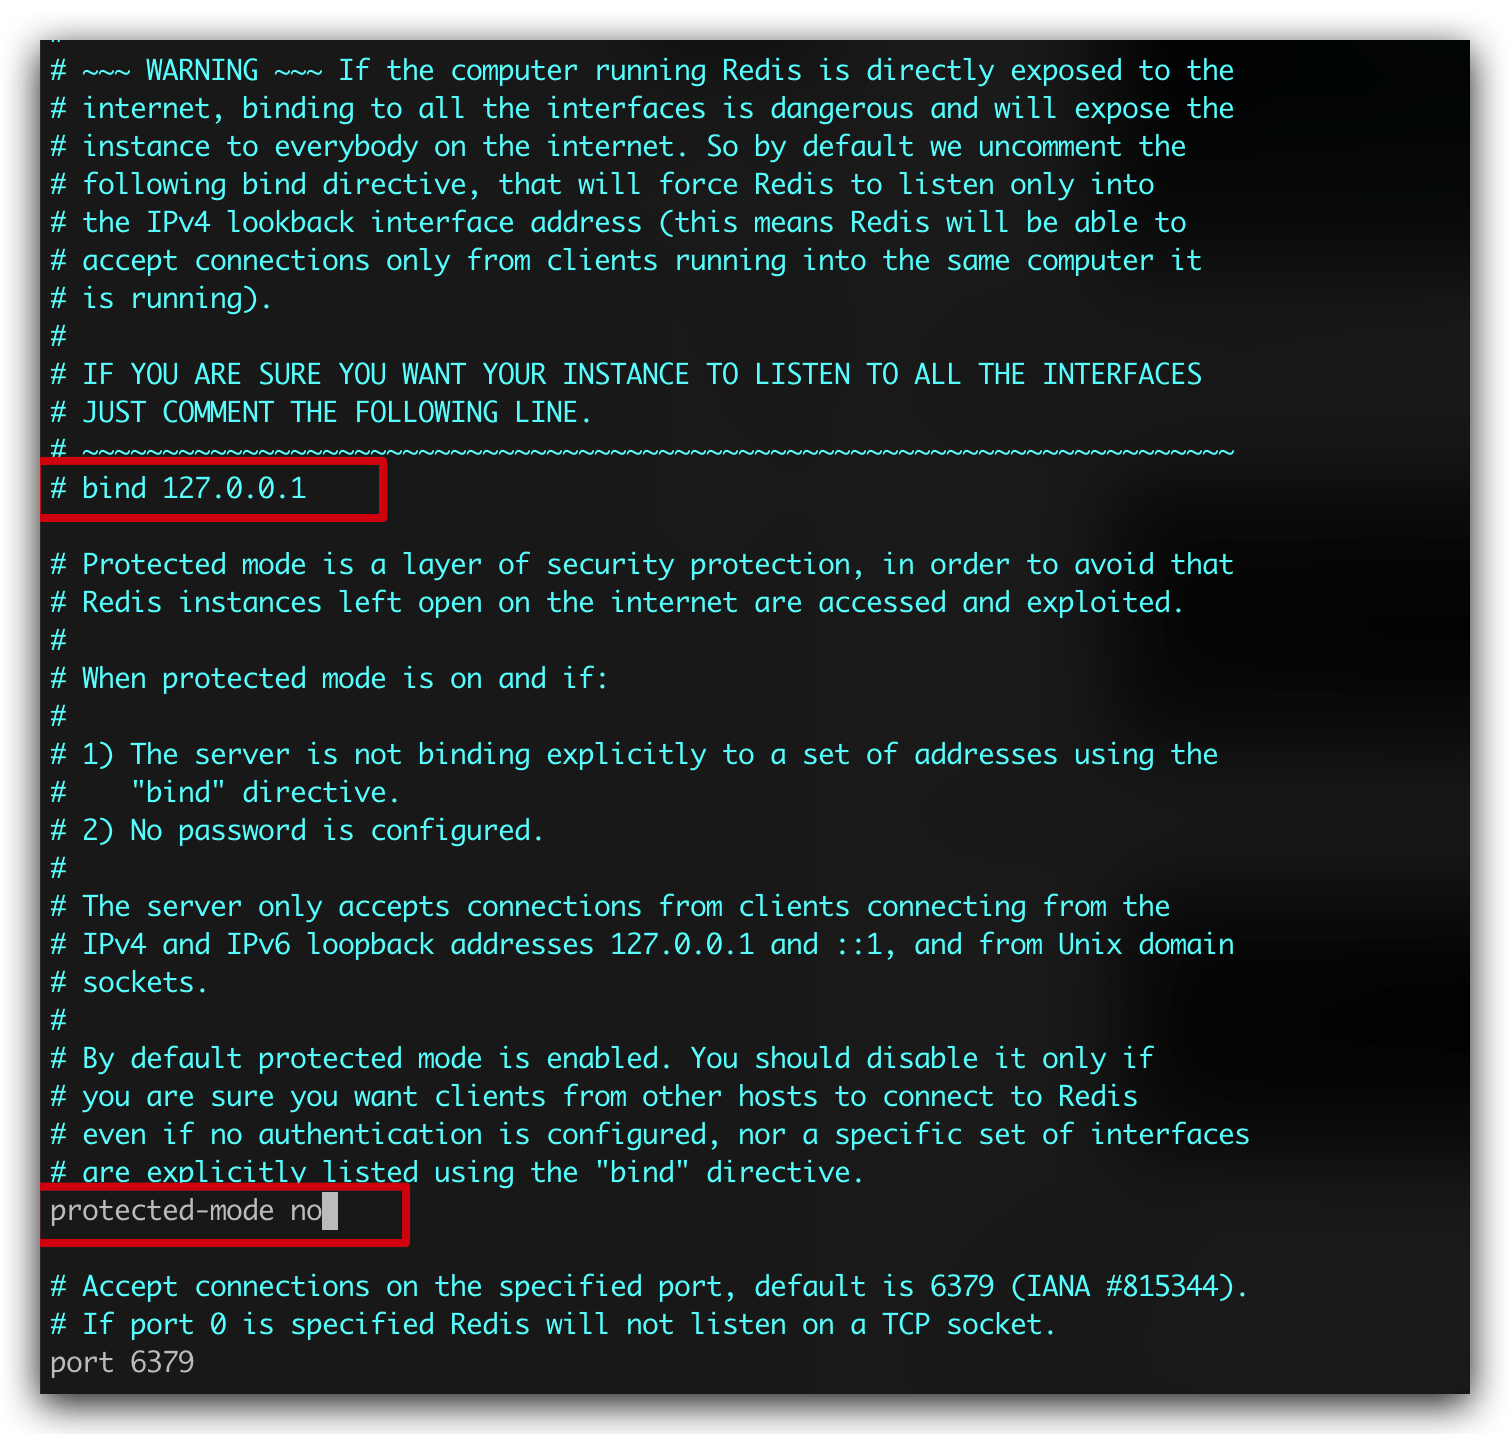 #
# ~~~ WARNING ~~~ If the computer running Redis is directly exposed to the
# internet, binding to all the interfaces is dangerous and will expose the
# instance to everybody on the internet. So by default we uncomment the
# following bind directive, that will force Redis to listen only into
# the IPv4 lookback interface address (this means Redis will be able to
# accept connections only from clients running into the same computer it
# is running).
#
# IF YOU ARE SURE YOU WANT YOUR INSTANCE TO LISTEN TO ALL THE INTERFACES
# JUST COMMENT THE FOLLOWING LINE.
# ~~~~~~~~~~~~~~~~~~~~~~~~~~~~~~~~~~~~~~~~~~~~~~~~~~~~~~~~~~~~~~~~~~~~~~~~
# bind 127.0.0.1
# Protected mode is a layer of security protection, in order to avoid that
# Redis instances left open on the internet are accessed and exploited.
#
# When protected mode is on and if:
#
# 1) The server is not binding explicitly to a set of addresses using the
#    "bind" directive.
# 2) No password is configured.
#
# The server only accepts connections from clients connecting from the
# IPv4 and IPv6 loopback addresses 127.0.0.1 and ::1, and from Unix domain
# sockets.
#
# By default protected mode is enabled. You should disable it only if
# you are sure you want clients from other hosts to connect to Redis
# even if no authentication is configured, nor a specific set of interfaces
# are explicitly listed using the "bind" directive.
protected-mode no
# Accept connections on the specified port, default is 6379 (IANA #815344).
# If port 0 is specified Redis will not listen on a TCP socket.
port 6379